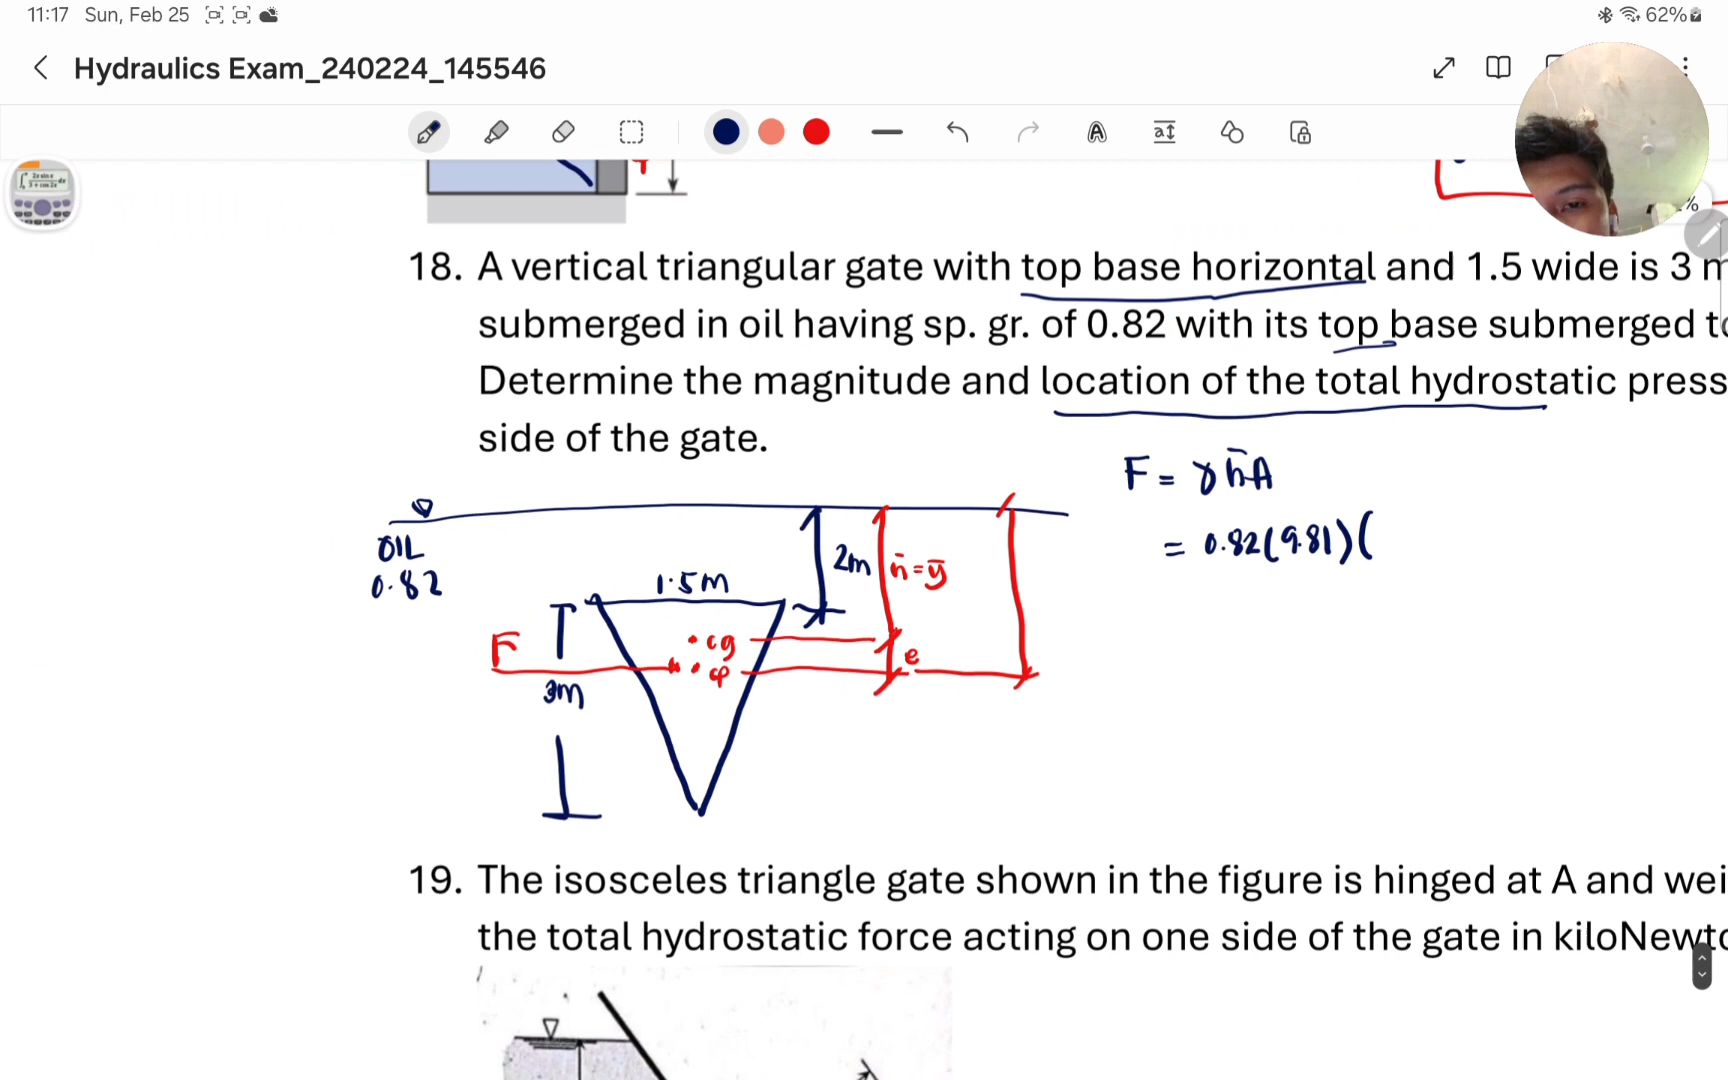 11:17 Sun, Feb 25 62%
Hydraulics Exam_240224_145546
18. A vertical triangular gate with top base horizontal and 1.5 wide is 3 m
submerged in oil having sp. gr. of 0.82 with its top base submerged to
Determine the magnitude and location of the total hydrostatic press
side of the gate.
F = γh̄A
= 0.82(9.81)(
OIL
0.82
1.5m
2m
h̄=ȳ
F
3m
cg
cp
e
19. The isosceles triangle gate shown in the figure is hinged at A and wei
the total hydrostatic force acting on one side of the gate in kiloNewto